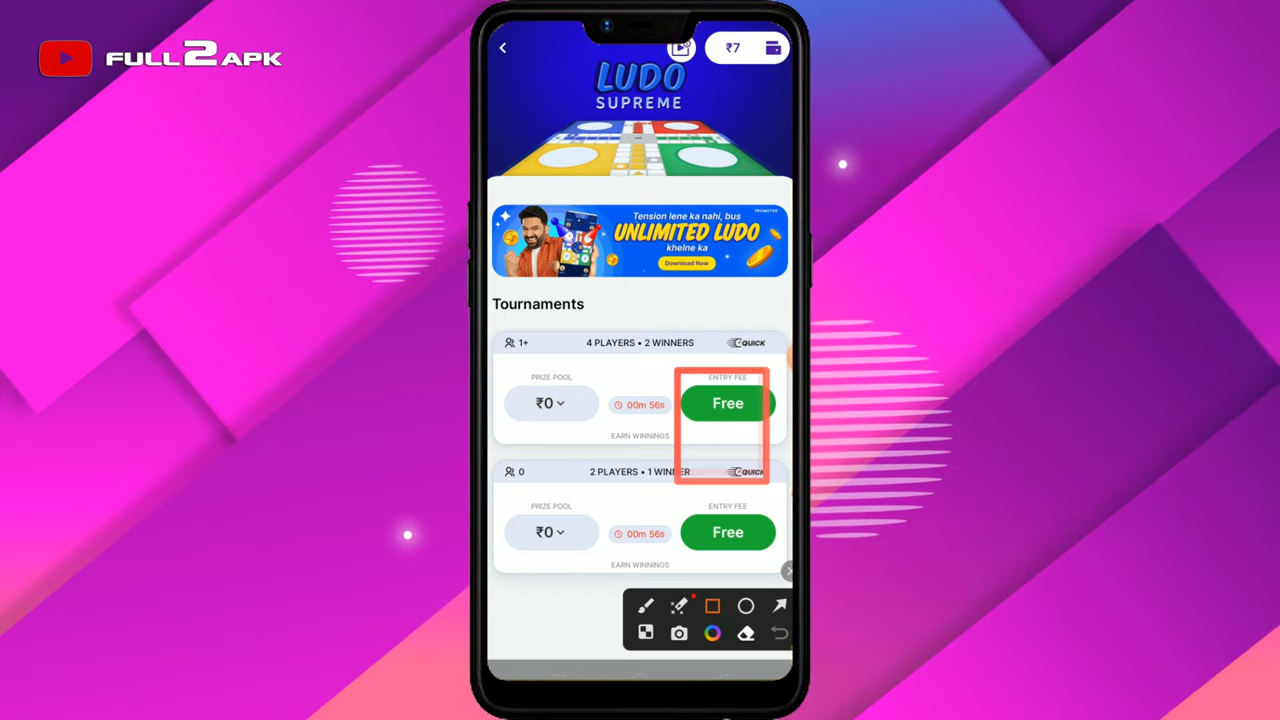 FULL2APK
₹7
LUDO
SUPREME
PROMOTED
Tension lene ka nahi, bus
UNLIMITED LUDO
khelne ka
Download Now
Tournaments
1+ 4 PLAYERS • 2 WINNERS QUICK
PRIZE POOL ENTRY FEE
₹0 00m 56s Free
EARN WINNINGS
0 2 PLAYERS • 1 WINNER QUICK
PRIZE POOL ENTRY FEE
₹0 00m 56s Free
EARN WINNINGS